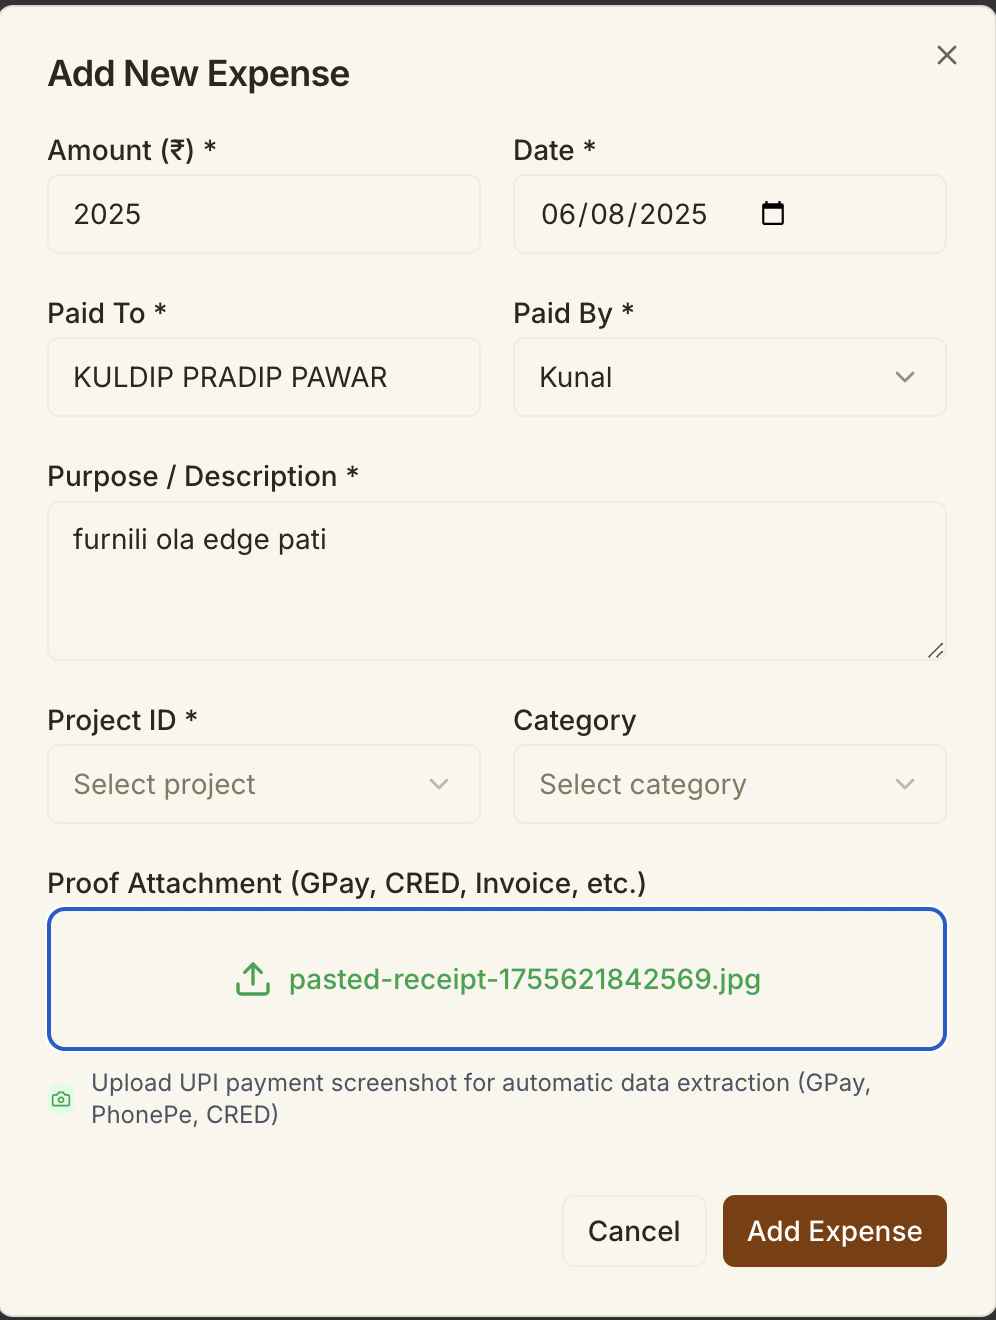 Add New Expense
Amount (₹) *
Date *
2025
06/08/2025
Paid To *
Paid By *
KULDIP PRADIP PAWAR
Kunal
Purpose / Description *
furnili ola edge pati
Project ID *
Category
Select project
Select category
Proof Attachment (GPay, CRED, Invoice, etc.)
pasted-receipt-1755621842569.jpg
Upload UPI payment screenshot for automatic data extraction (GPay,
PhonePe, CRED)
Cancel
Add Expense